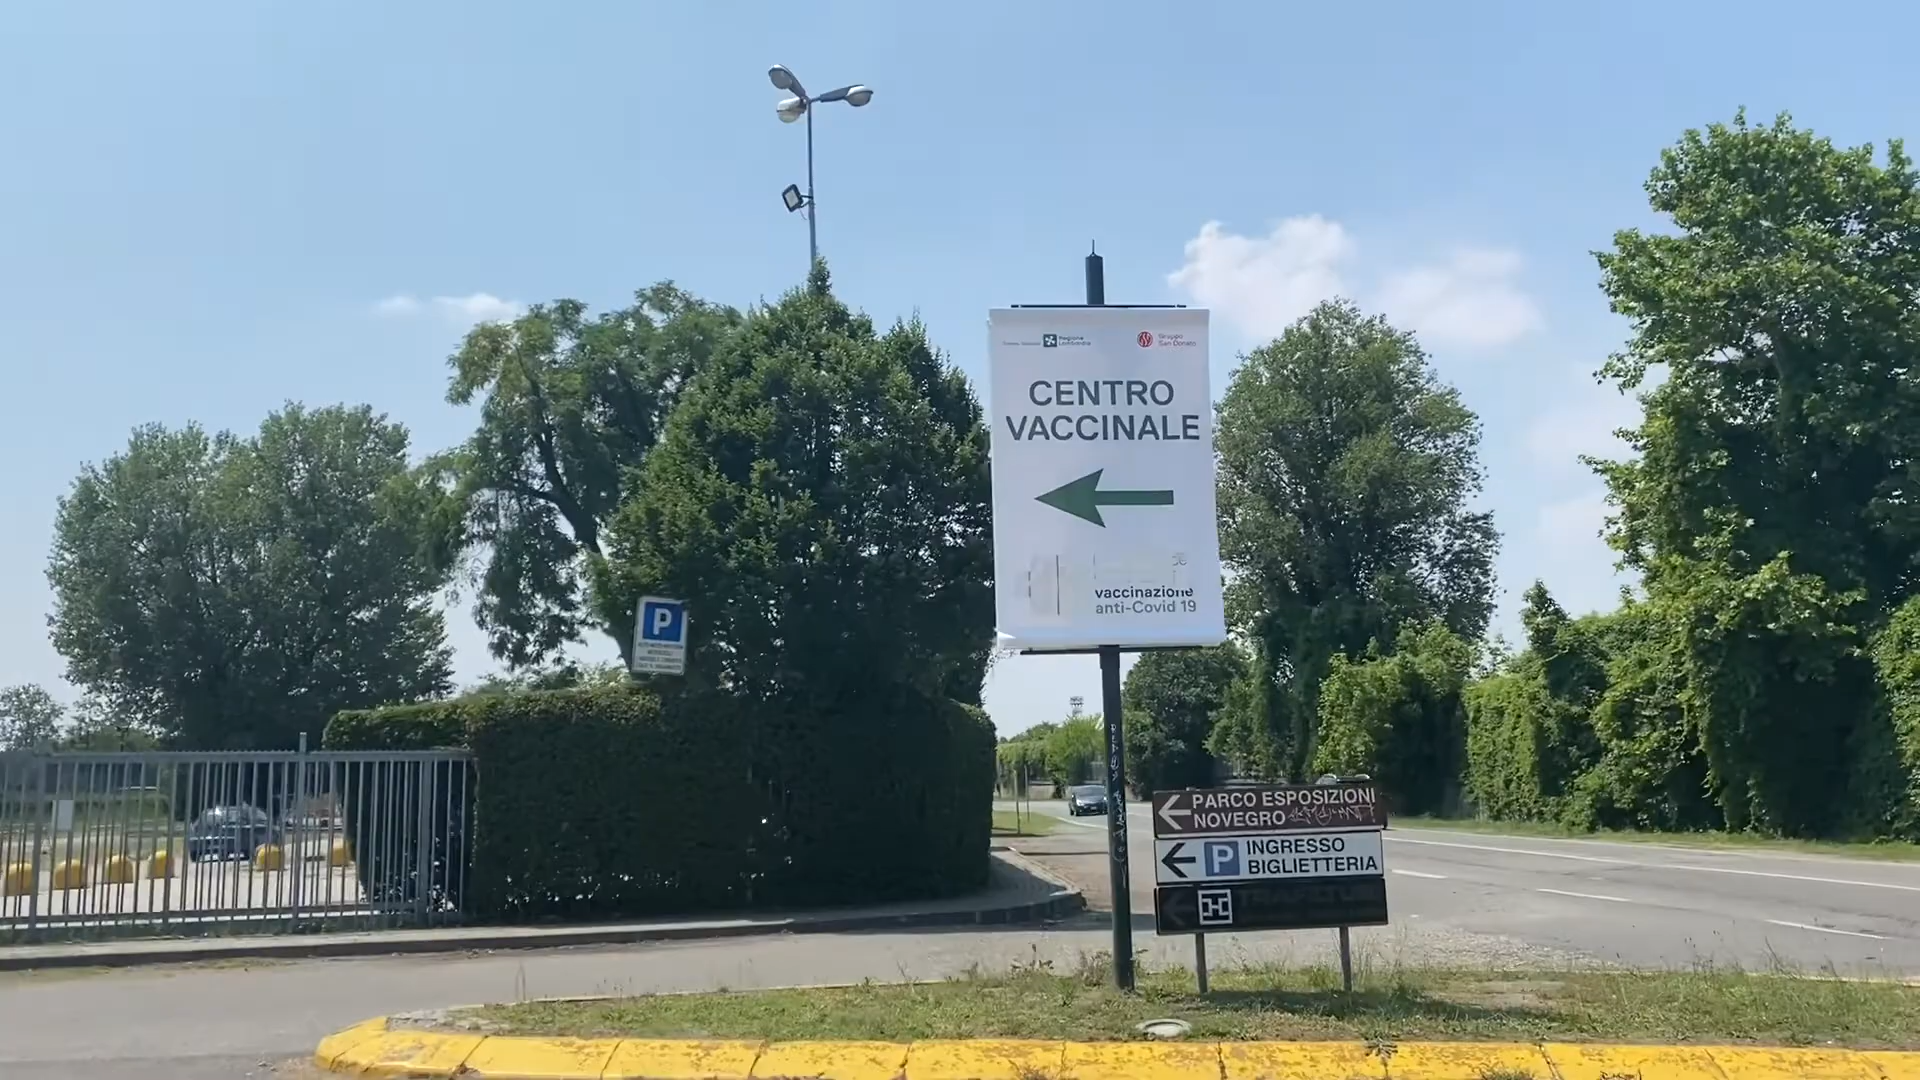 Regione
Lombardia
Gruppo
San Donato
CENTRO
VACCINALE
vaccinazione
anti-Covid 19
P
PARCO ESPOSIZIONI
NOVEGRO
P INGRESSO
BIGLIETTERIA